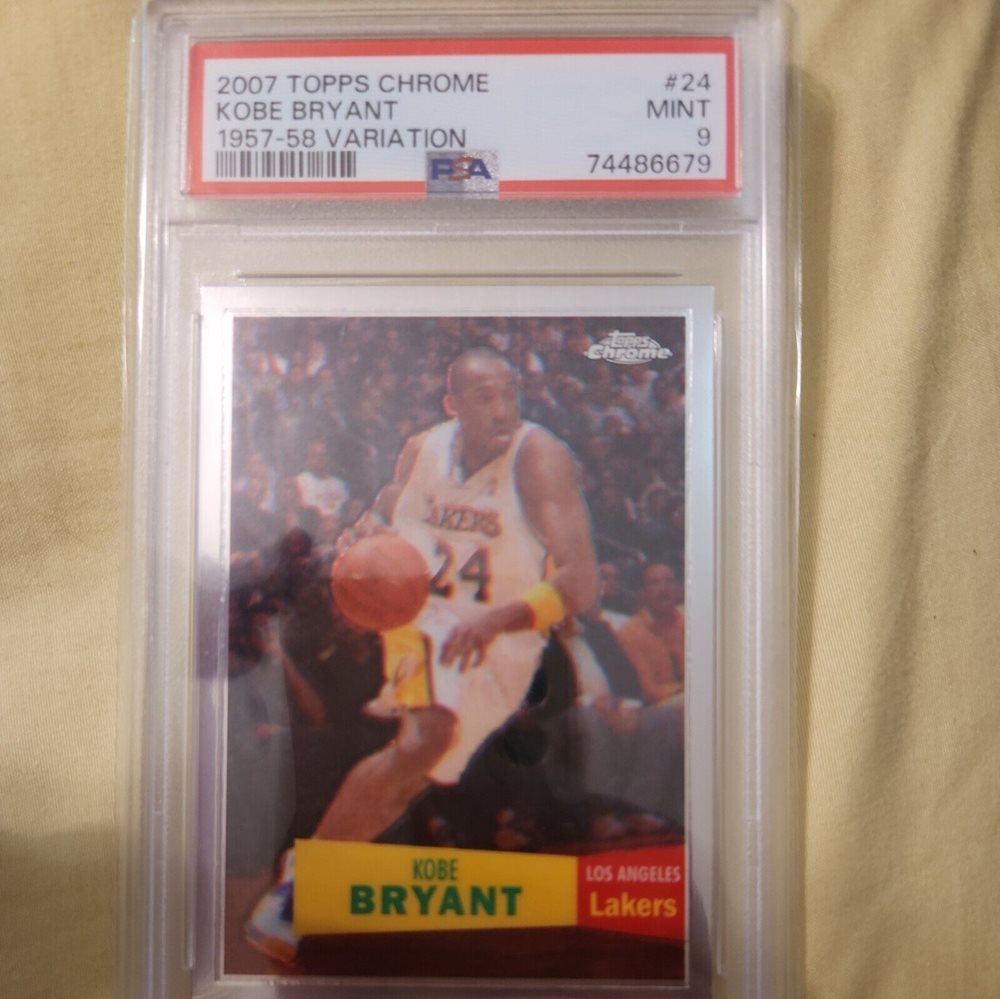 2007 TOPPS CHROME #24
KOBE BRYANT MINT
1957-58 VARIATION 9
PSA 74486679
TOPPS
Chrome
LAKERS
24
KOBE
BRYANT
LOS ANGELES
Lakers